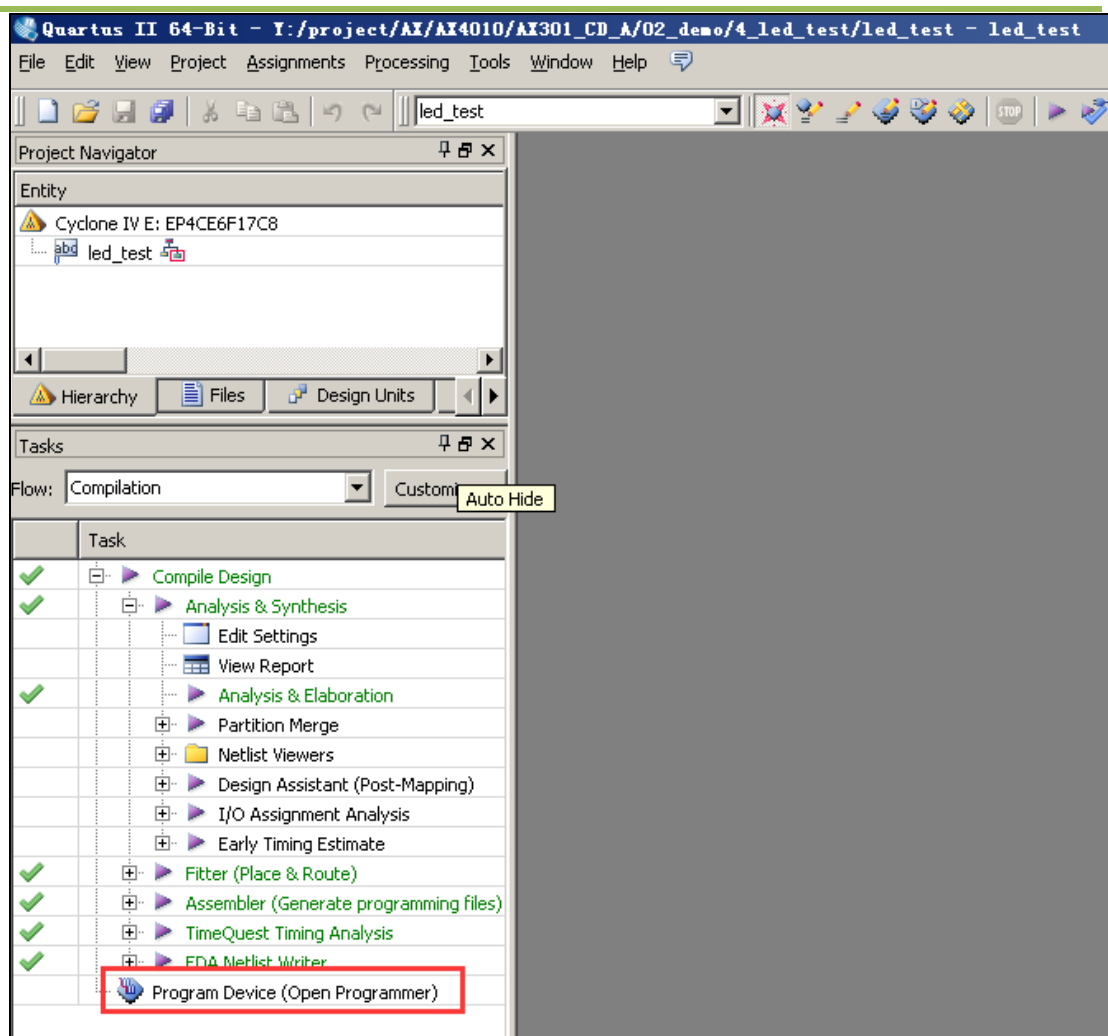 Quartus II 64-Bit - Y:/project/AX/AX4010/AX301_CD_A/02_demo/4_led_test/led_test - led_test
File Edit View Project Assignments Processing Tools Window Help
led_test STOP
Project Navigator
Entity
Cyclone IV E: EP4CE6F17C8
abd led_test
Hierarchy Files Design Units
Tasks
Flow: Compilation Customi
Auto Hide
Task
Compile Design
Analysis & Synthesis
Edit Settings
View Report
Analysis & Elaboration
Partition Merge
Netlist Viewers
Design Assistant (Post-Mapping)
I/O Assignment Analysis
Early Timing Estimate
Fitter (Place & Route)
Assembler (Generate programming files)
TimeQuest Timing Analysis
EDA Netlist Writer
Program Device (Open Programmer)